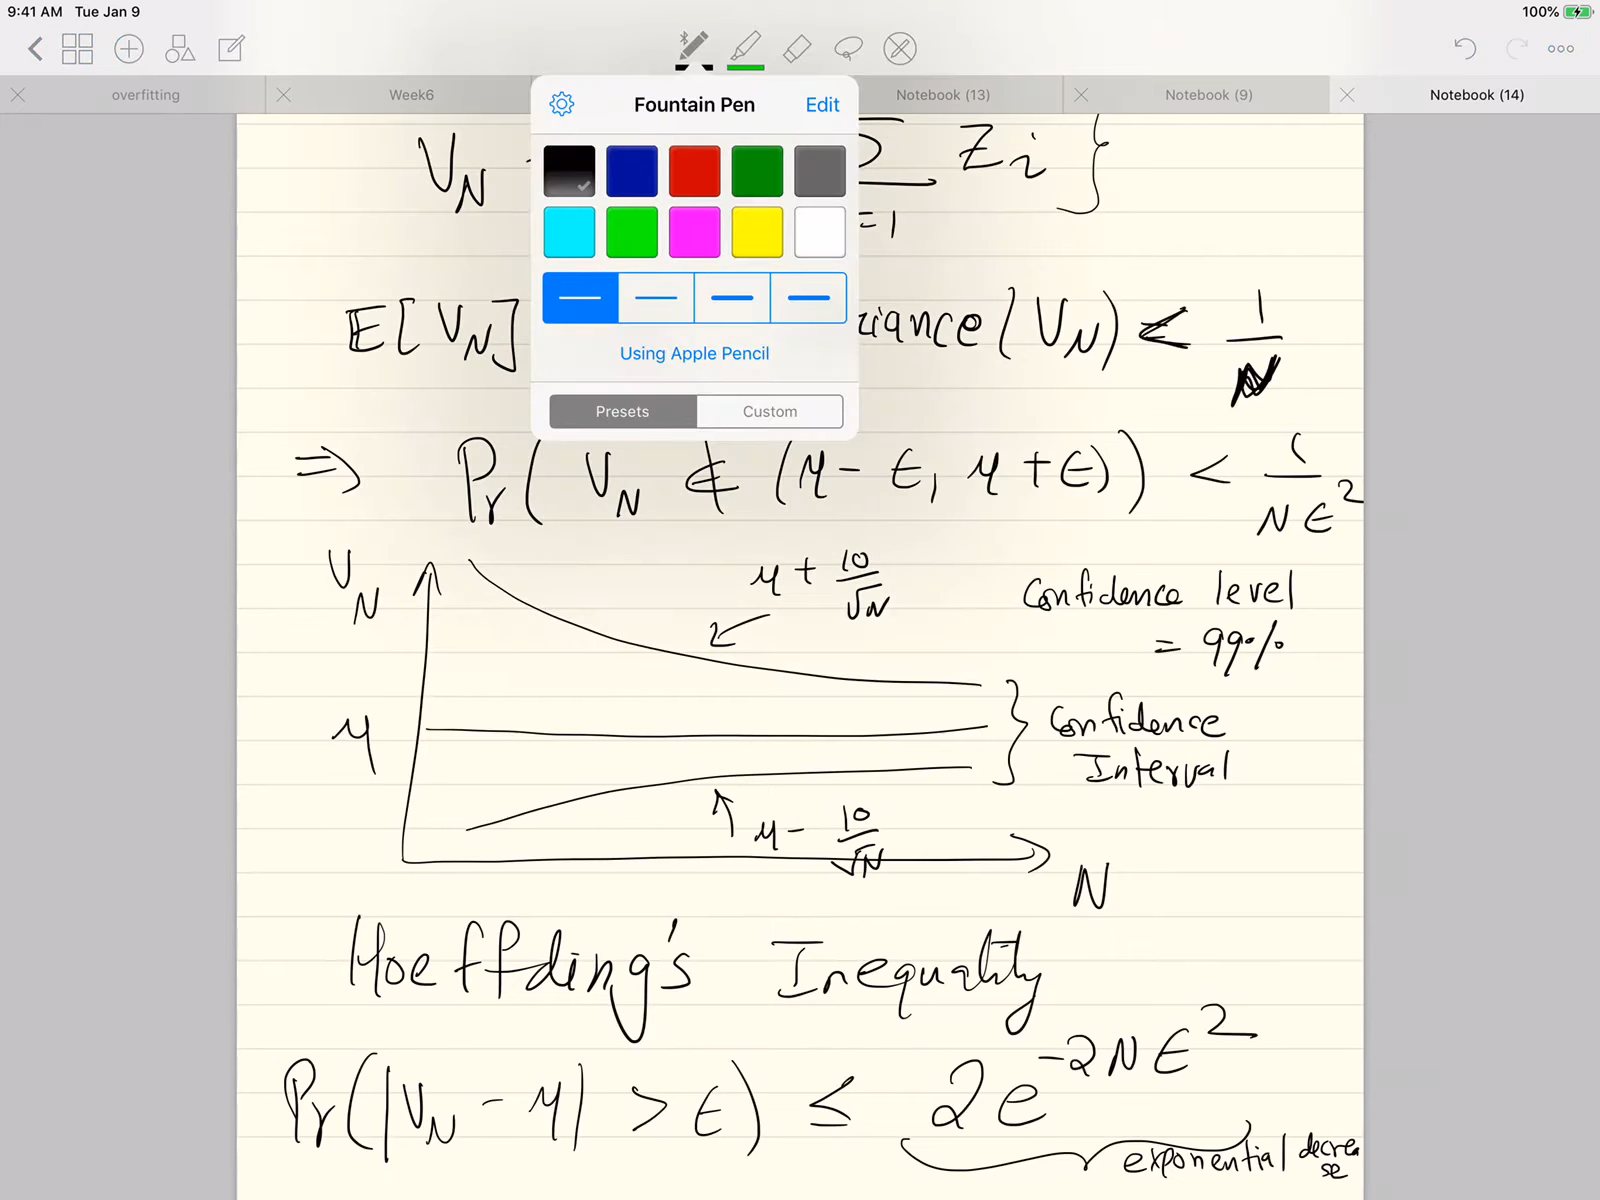 9:41 AM Tue Jan 9 100%
overfitting Week6 Notebook (13) Notebook (9) Notebook (14)
Fountain Pen Edit
Using Apple Pencil
Presets Custom
V_N Z_i }
=1
E[V_N] riance(V_N) < 1/N
⇒ Pr( V_N ∉ (μ - ε, μ + ε)) < 1/Nε²
V_N
μ + 10/√N
Confidence level
= 99%
μ
Confidence
Interval
μ - 10/√N
N
Hoeffding's Inequality
Pr(|V_N - μ| > ε) ≤ 2e^-2Nε²
exponential decrea
se